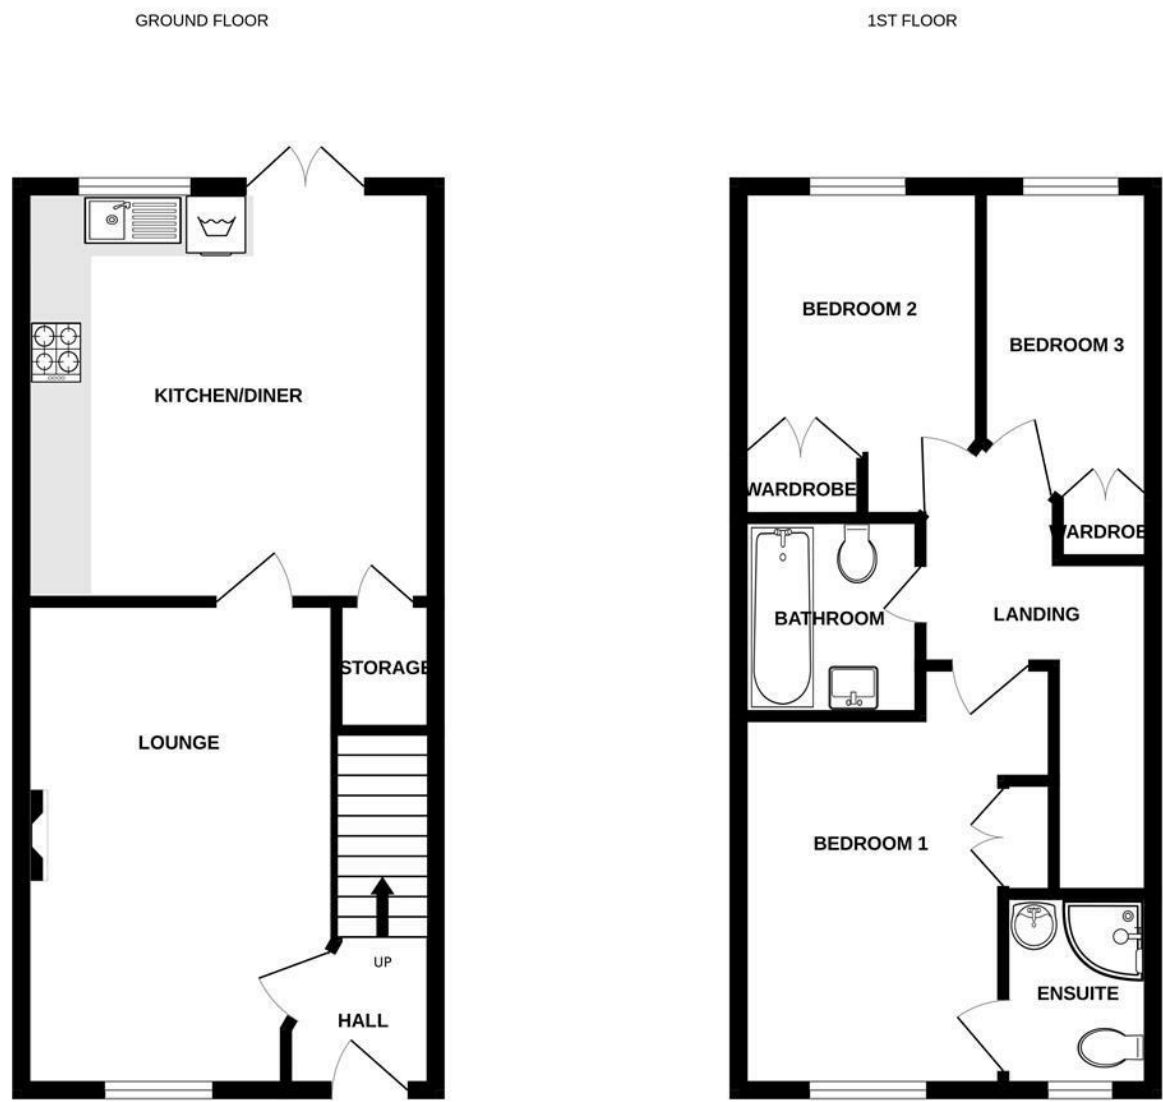 GROUND FLOOR
KITCHEN/DINER
STORAGE
LOUNGE
UP
HALL
1ST FLOOR
BEDROOM 2
BEDROOM 3
WARDROBE
WARDROBE
BATHROOM
LANDING
BEDROOM 1
ENSUITE